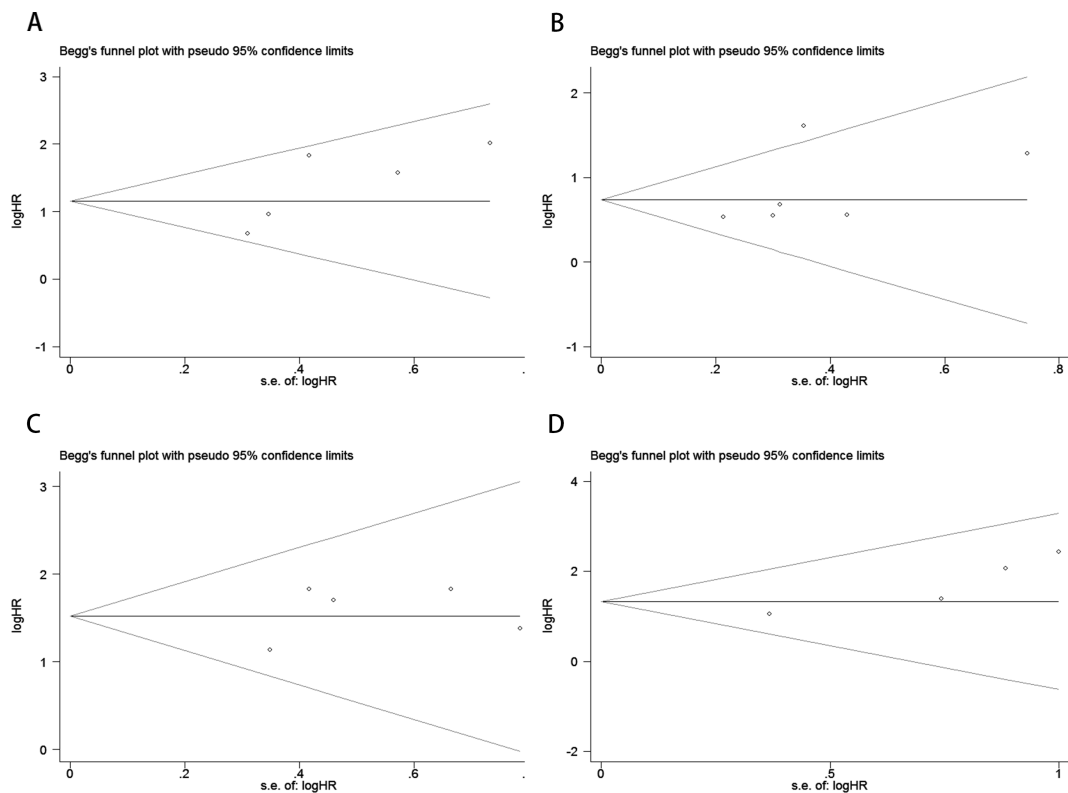 A
Begg's funnel plot with pseudo 95% confidence limits
logHR
3
2
1
0
-1
0 .2 .4 .6 .
s.e. of: logHR
B
Begg's funnel plot with pseudo 95% confidence limits
logHR
2
1
0
-1
0 .2 .4 .6 .8
s.e. of: logHR
C
Begg's funnel plot with pseudo 95% confidence limits
logHR
3
2
1
0
0 .2 .4 .6 .
s.e. of: logHR
D
Begg's funnel plot with pseudo 95% confidence limits
logHR
4
2
0
-2
0 .5 1
s.e. of: logHR